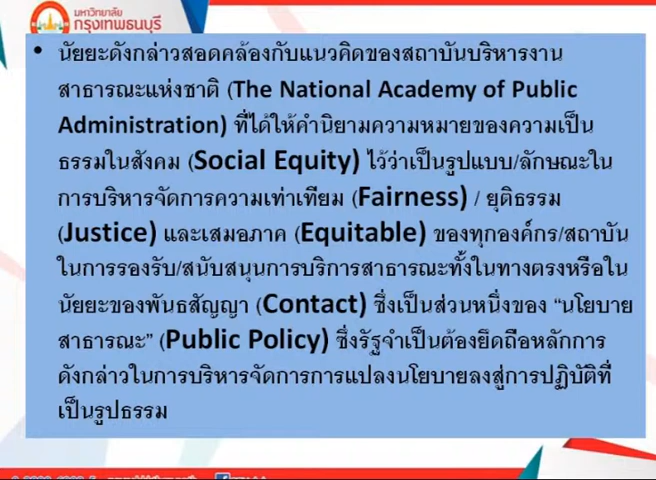 มหาวิทยาลัย
กรุงเทพธนบุรี
• นัยยะดังกล่าวสอดคล้องกับแนวคิดของสถาบันบริหารงาน
สาธารณะแห่งชาติ (The National Academy of Public
Administration) ที่ได้ให้คำนิยามความหมายของความเป็น
ธรรมในสังคม (Social Equity) ไว้ว่าเป็นรูปแบบ/ลักษณะใน
การบริหารจัดการความเท่าเทียม (Fairness) / ยุติธรรม
(Justice) และเสมอภาค (Equitable) ของทุกองค์กร/สถาบัน
ในการรองรับ/สนับสนุนการบริการสาธารณะทั้งในทางตรงหรือใน
นัยยะของพันธสัญญา (Contact) ซึ่งเป็นส่วนหนึ่งของ “นโยบาย
สาธารณะ” (Public Policy) ซึ่งรัฐจำเป็นต้องยึดถือหลักการ
ดังกล่าวในการบริหารจัดการการแปลงนโยบายลงสู่การปฏิบัติที่
เป็นรูปธรรม